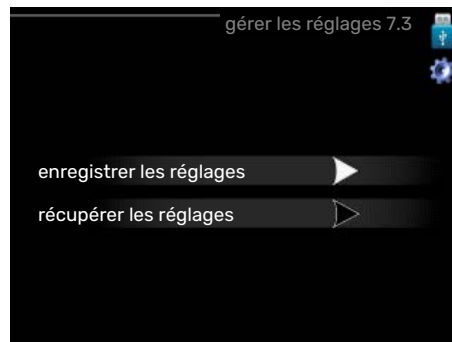 gérer les réglages 7.3
enregistrer les réglages
récupérer les réglages